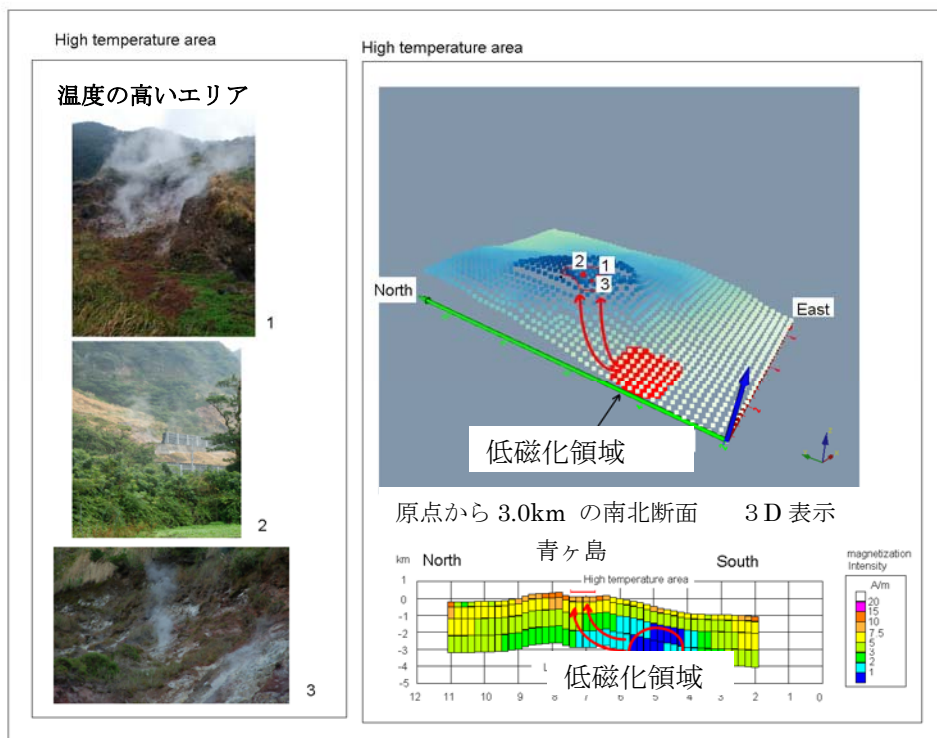 High temperature area
温度の高いエリア
1
2
3
High temperature area
2
1
3
North
East
低磁化領域
原点から 3.0km の南北断面 3D 表示
青ヶ島
km
North
South
High temperature area
1
0
-1
-2
-3
-4
-5
低磁化領域
12 11 10 9 8 7 6 5 4 3 2 1 0
magnetization
Intensity
A/m
20
15
10
7.5
5
3
2
1